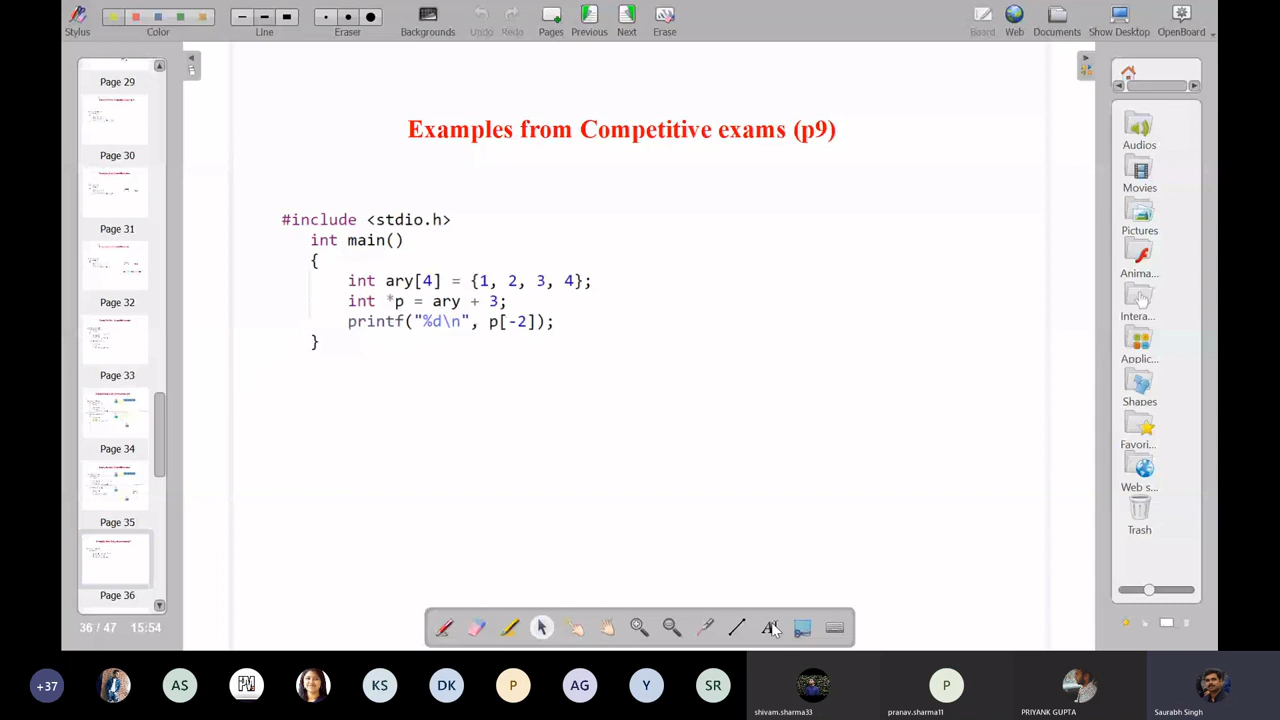 Stylus
Color
Line
Eraser
Backgrounds
Undo
Redo
Pages
Previous
Next
Erase
Board
Web
Documents
Show Desktop
OpenBoard
Page 29
Page 30
Page 31
Page 32
Page 33
Page 34
Page 35
Page 36
36 / 47 15:54
Examples from Competitive exams (p9)
#include <stdio.h>
int main()
{
int ary[4] = {1, 2, 3, 4};
int *p = ary + 3;
printf("%d\n", p[-2]);
}
Audios
Movies
Pictures
Anima...
Intera...
Applic...
Shapes
Favori...
Web s...
Trash
+37
AS
KS
DK
P
AG
Y
SR
P
shivam.sharma33
pranav.sharma11
PRIYANK GUPTA
Saurabh Singh